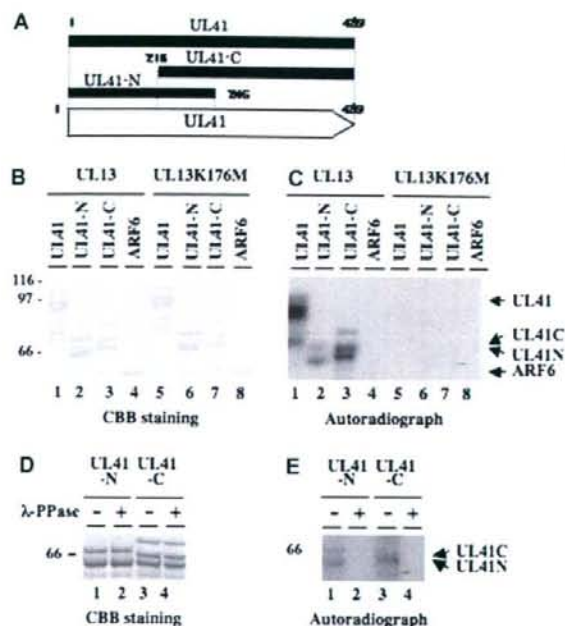 A
1 UL41
UL41-C
UL41-N
1
UL41
B C
UL13 UL13K176M UL13 UL13K176M
UL41 UL41-N UL41-C ARF6 UL41 UL41-N UL41-C ARF6 UL41 UL41-N UL41-C ARF6 UL41 UL41-N UL41-C ARF6
116 -
97 - UL41
UL41C
66 - UL41N
ARF6
1 2 3 4 5 6 7 8 1 2 3 4 5 6 7 8
CBB staining Autoradiograph
D E
UL41 UL41 UL41 UL41
-N -C -N -C
λ-PPase - + - + - + - +
66 - 66 UL41C
UL41N
1 2 3 4 1 2 3 4
CBB staining Autoradiograph